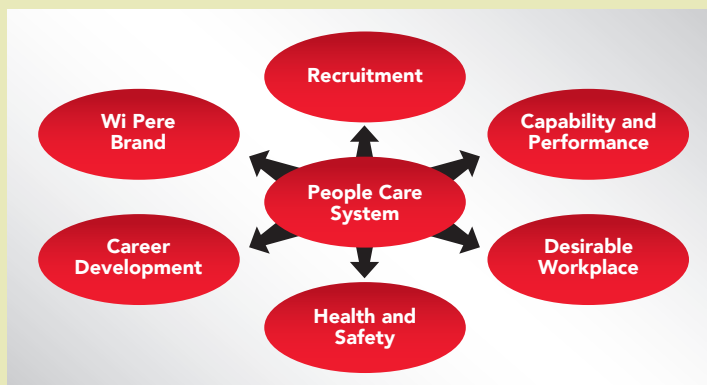 Recruitment
Wi Pere
Brand
Capability and
Performance
People Care
System
Career
Development
Desirable
Workplace
Health and
Safety